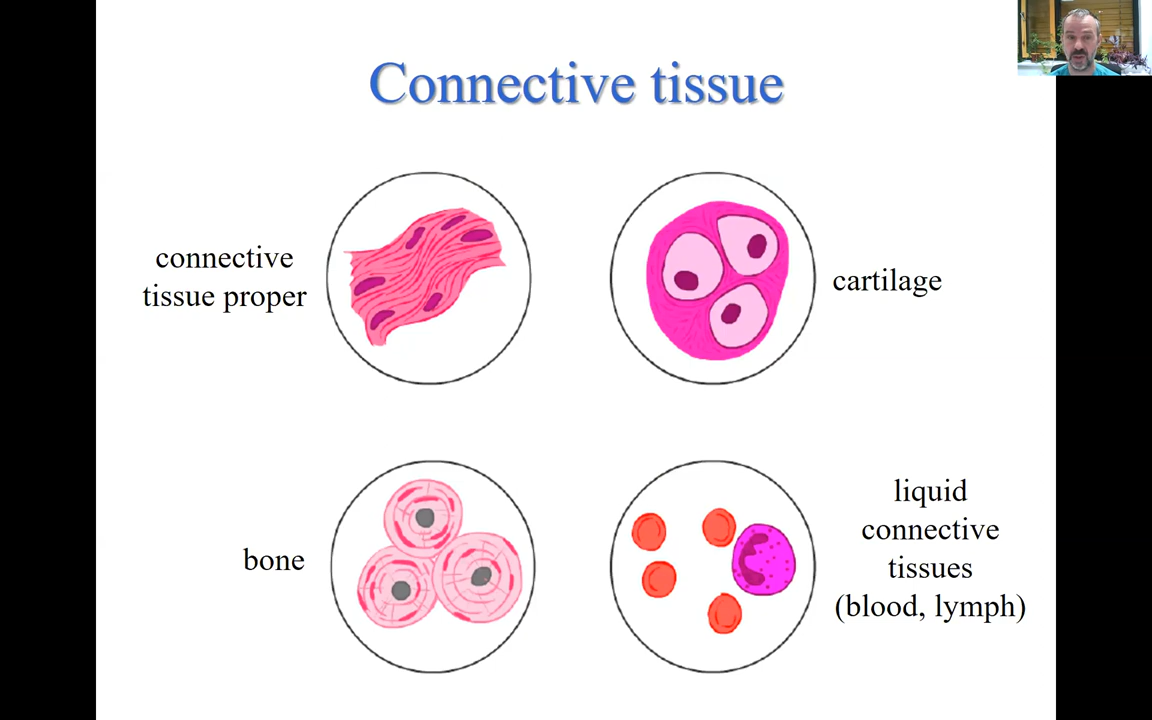 Connective tissue
connective
tissue proper
cartilage
bone
liquid
connective
tissues
(blood, lymph)